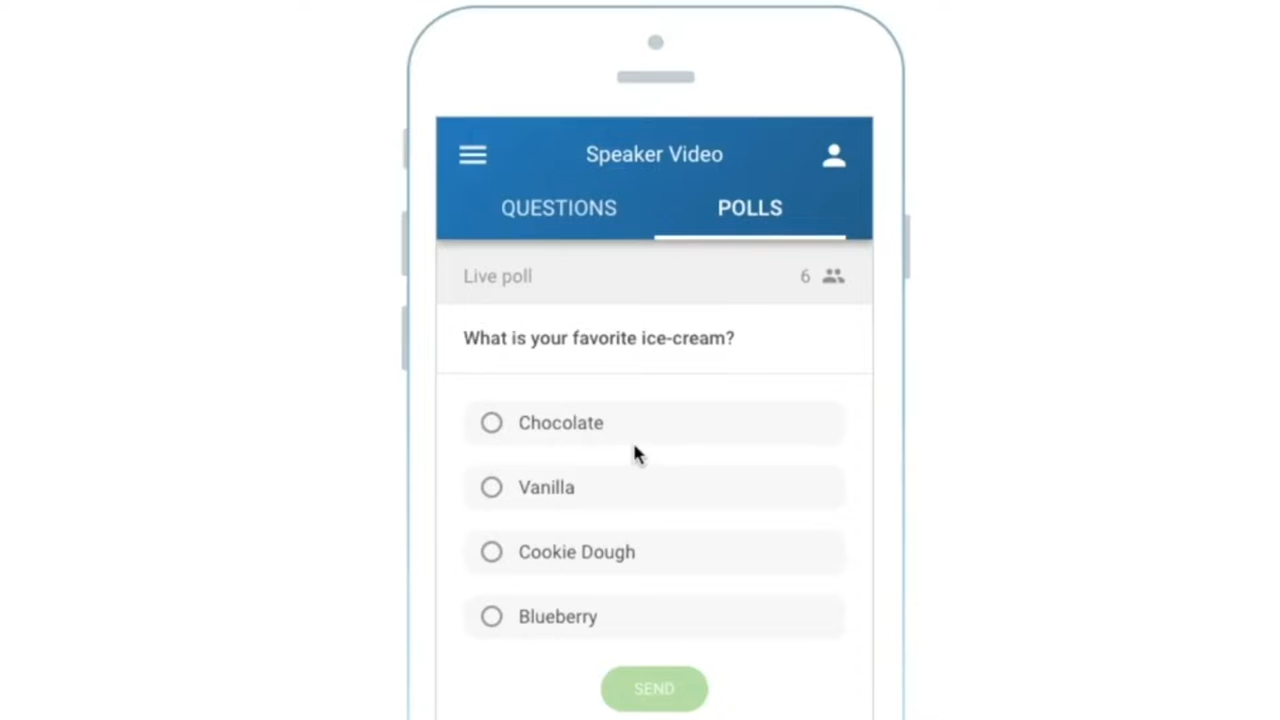 Speaker Video
QUESTIONS POLLS
Live poll 6
What is your favorite ice-cream?
Chocolate
Vanilla
Cookie Dough
Blueberry
SEND